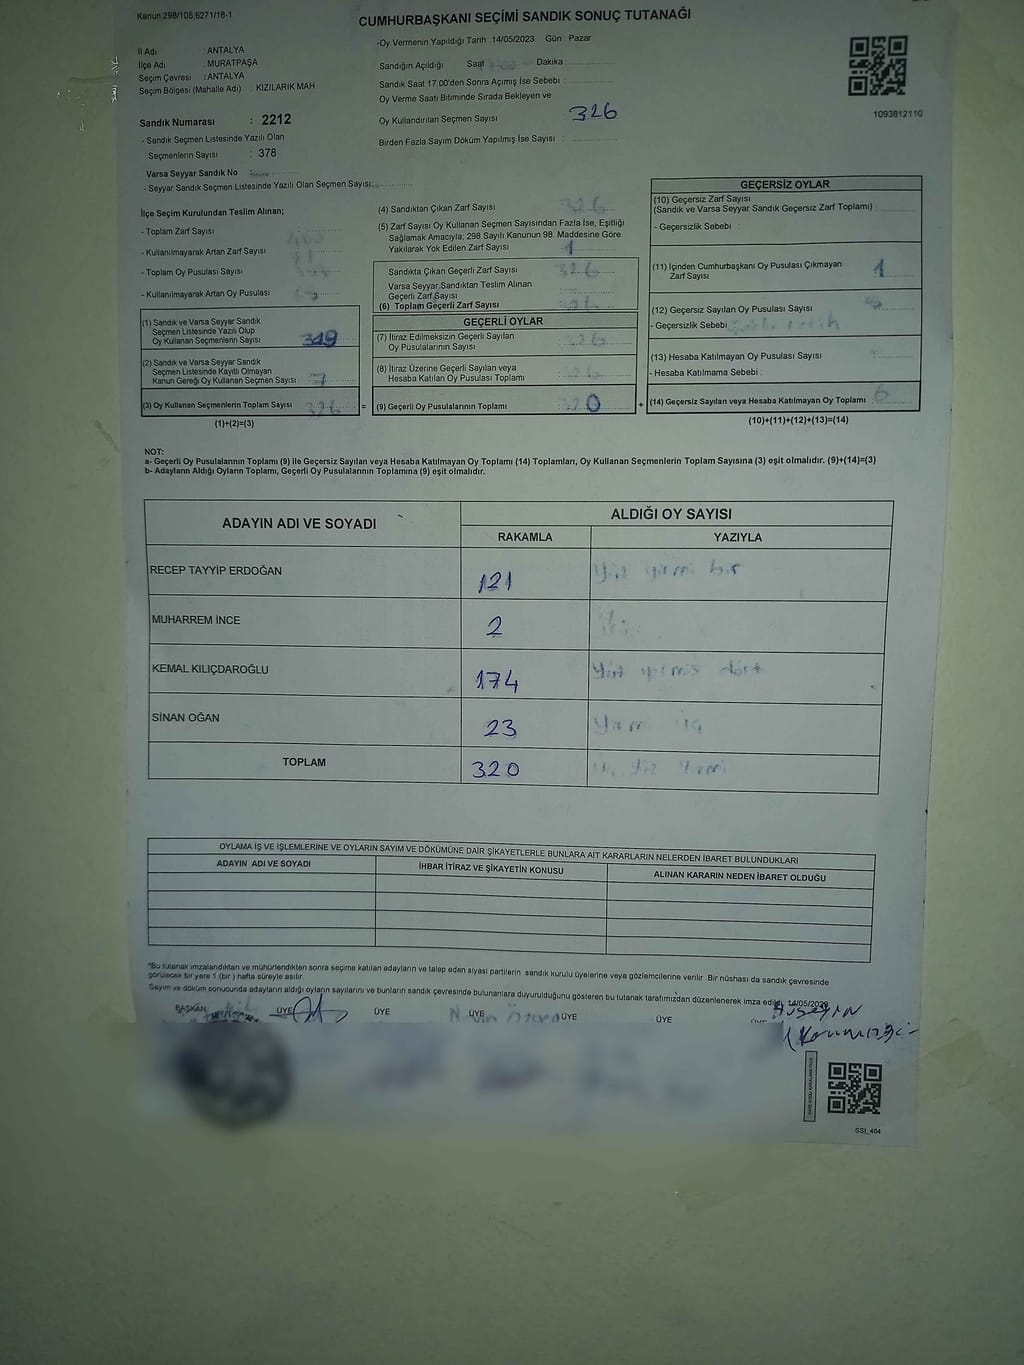 Kanun:298/105,6271/18-1
CUMHURBAŞKANI SEÇİMİ SANDIK SONUÇ TUTANAĞI
İl Adı : ANTALYA
İlçe Adı : MURATPAŞA
Seçim Çevresi : ANTALYA
Seçim Bölgesi (Mahalle Adı) : KIZILARIK MAH
-Oy Vermenin Yapıldığı Tarih 14/05/2023 Gün : Pazar
Sandığın Açıldığı Saat Dakika
Sandık Saat 17:00'den Sonra Açımış İse Sebebi :
Oy Verme Saati Bitiminde Sırada Bekleyen ve
Oy Kullandırılan Seçmen Sayısı : 326
Birden Fazla Sayım Döküm Yapılmış İse Sayısı :
1093812110
Sandık Numarası : 2212
- Sandık Seçmen Listesinde Yazılı Olan
Seçmenlerin Sayısı : 378
Varsa Seyyar Sandık No :
- Seyyar Sandık Seçmen Listesinde Yazılı Olan Seçmen Sayısı:
İlçe Seçim Kurulundan Teslim Alınan;
- Toplam Zarf Sayısı :
- Kullanılmayarak Artan Zarf Sayısı :
- Toplam Oy Pusulası Sayısı :
- Kullanılmayarak Artan Oy Pusulası :
(1) Sandık ve Varsa Seyyar Sandık
Seçmen Listesinde Yazılı Olup
Oy Kullanan Seçmenlerin Sayısı : 319
(2) Sandık ve Varsa Seyyar Sandık
Seçmen Listesinde Kayıtlı Olmayan
Kanun Gereği Oy Kullanan Seçmen Sayısı : 7
(3) Oy Kullanan Seçmenlerin Toplam Sayısı : 326 =
(1)+(2)=(3)
(4) Sandıktan Çıkan Zarf Sayısı : 326
(5) Zarf Sayısı Oy Kullanan Seçmen Sayısından Fazla İse, Eşitliği
Sağlamak Amacıyla, 298 Sayılı Kanunun 98. Maddesine Göre
Yakılarak Yok Edilen Zarf Sayısı :
Sandıkta Çıkan Geçerli Zarf Sayısı : 326
Varsa Seyyar Sandıktan Teslim Alınan
Geçerli Zarf Sayısı :
(6) Toplam Geçerli Zarf Sayısı : 326
GEÇERLİ OYLAR
(7) İtiraz Edilmeksizin Geçerli Sayılan
Oy Pusulalarının Sayısı :
(8) İtiraz Üzerine Geçerli Sayılan veya
Hesaba Katılan Oy Pusulası Toplamı :
(9) Geçerli Oy Pusulalarının Toplamı : 320 +
GEÇERSİZ OYLAR
(10) Geçersiz Zarf Sayısı
(Sandık ve Varsa Seyyar Sandık Geçersiz Zarf Toplamı) :
- Geçersizlik Sebebi :
(11) İçinden Cumhurbaşkanı Oy Pusulası Çıkmayan
Zarf Sayısı : 1
(12) Geçersiz Sayılan Oy Pusulası Sayısı : 5
- Geçersizlik Sebebi
(13) Hesaba Katılmayan Oy Pusulası Sayısı :
- Hesaba Katılmama Sebebi :
(14) Geçersiz Sayılan veya Hesaba Katılmayan Oy Toplamı : 6
(10)+(11)+(12)+(13)=(14)
NOT:
a- Geçerli Oy Pusulalarının Toplamı (9) ile Geçersiz Sayılan veya Hesaba Katılmayan Oy Toplamı (14) Toplamları, Oy Kullanan Seçmenlerin Toplam Sayısına (3) eşit olmalıdır. (9)+(14)=(3)
b- Adayların Aldığı Oyların Toplamı, Geçerli Oy Pusulalarının Toplamına (9) eşit olmalıdır.
ADAYIN ADI VE SOYADI
ALDIĞI OY SAYISI
RAKAMLA YAZIYLA
RECEP TAYYİP ERDOĞAN 121 Yüz yirmi bir
MUHARREM İNCE 2
KEMAL KILIÇDAROĞLU 174 Yüz yetmiş dört
SİNAN OĞAN 23
TOPLAM 320
OYLAMA İŞ VE İŞLEMLERİNE VE OYLARIN SAYIM VE DÖKÜMÜNE DAİR ŞİKAYETLERLE BUNLARA AİT KARARLARIN NELERDEN İBARET BULUNDUKLARI
ADAYIN ADI VE SOYADI İHBAR İTİRAZ VE ŞİKAYETİN KONUSU ALINAN KARARIN NEDEN İBARET OLDUĞU
"Bu tutanak imzalandıktan ve mühürlendikten sonra seçime katılan adayların ve talep eden siyasi partilerin sandık kurulu üyelerine veya gözlemcilerine verilir. Bir nüshası da sandık çevresinde
görülecek bir yere 1 (bir ) hafta süreyle asılır.
Sayım ve döküm sonucunda adayların aldığı oyların sayılarını ve bunların sandık çevresinde bulunanlara duyurulduğunu gösteren bu tutanak tarafımızdan düzenlenerek imza edildi. 14/05/2023
BAŞKAN ÜYE ÜYE ÜYE ÜYE ÜYE
SSI_404